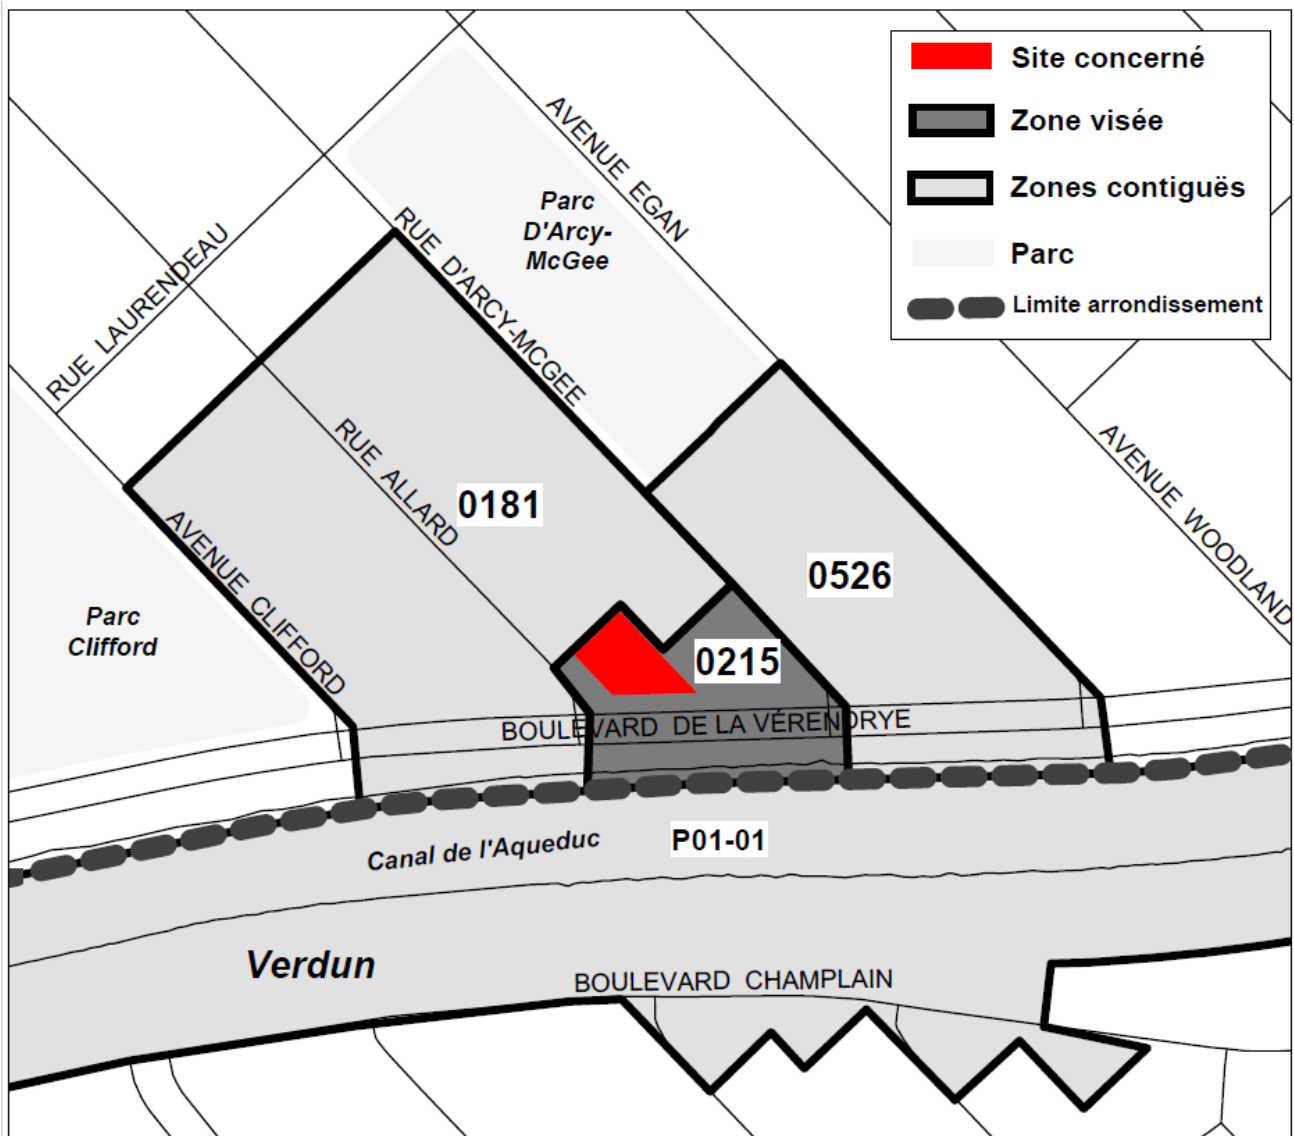 Site concerné
Zone visée
Zones contiguës
Parc
Limite arrondissement
AVENUE EGAN
Parc
D'Arcy-
McGee
RUE D'ARCY-MCGEE
RUE LAURENDEAU
RUE ALLARD
0181
AVENUE WOODLAND
0526
AVENUE CLIFFORD
Parc
Clifford
0215
BOULEVARD DE LA VÉRENDRYE
Canal de l'Aqueduc
P01-01
Verdun
BOULEVARD CHAMPLAIN